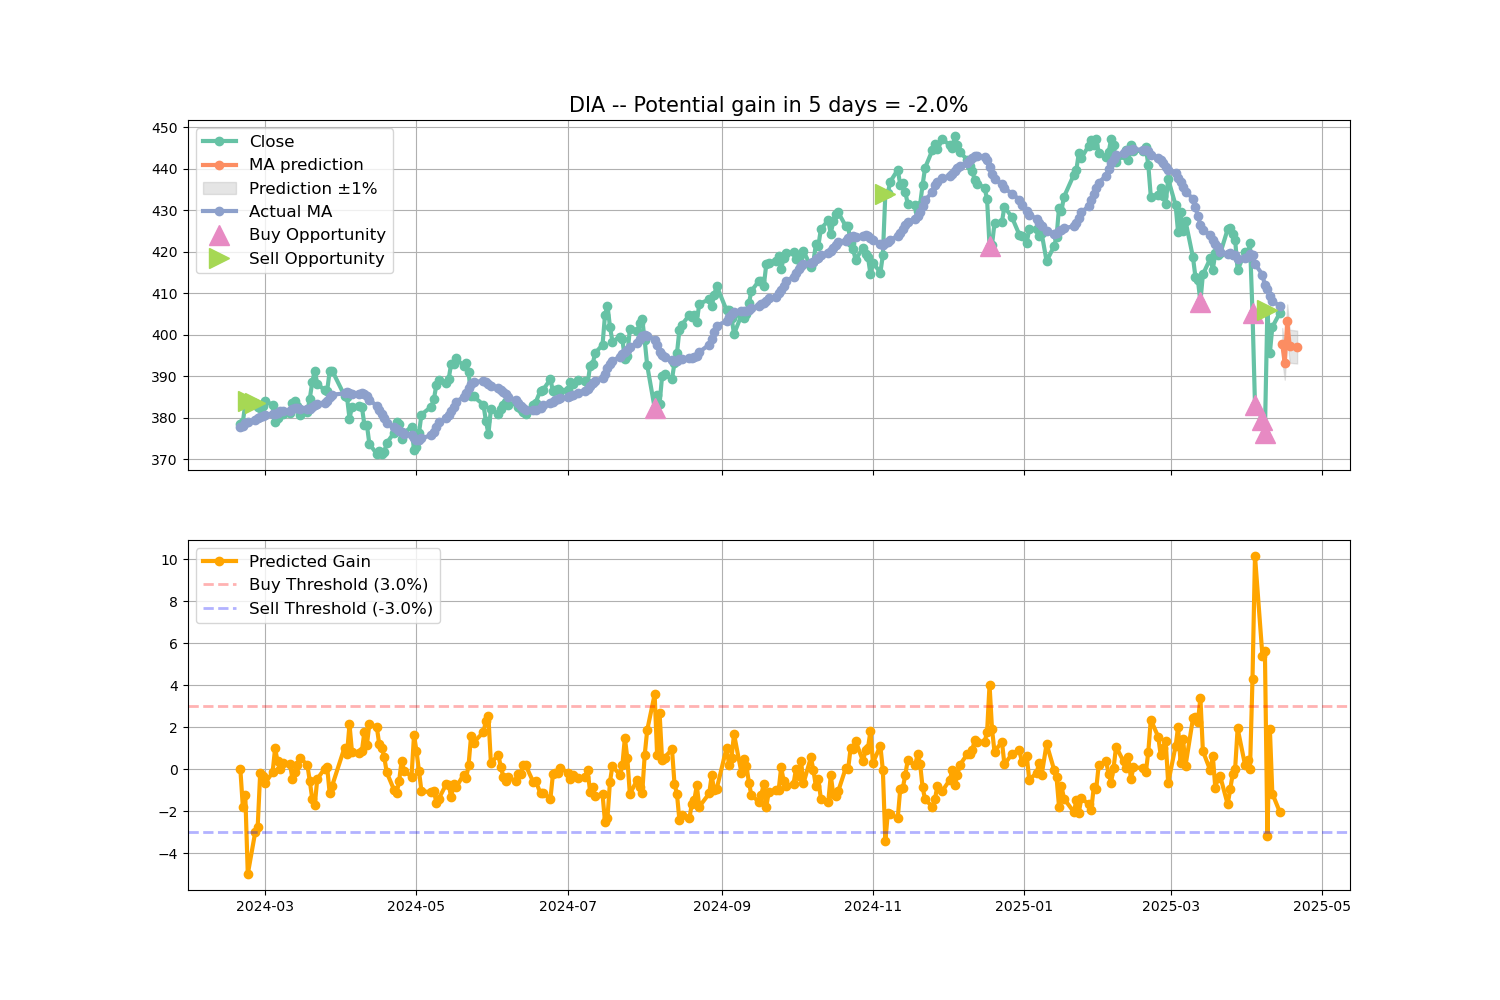 DIA -- Potential gain in 5 days = -2.0%
450
440
430
420
410
400
390
380
370
Close
MA prediction
Prediction ±1%
Actual MA
Buy Opportunity
Sell Opportunity
10
8
6
4
2
0
−2
−4
Predicted Gain
Buy Threshold (3.0%)
Sell Threshold (-3.0%)
2024-03
2024-05
2024-07
2024-09
2024-11
2025-01
2025-03
2025-05